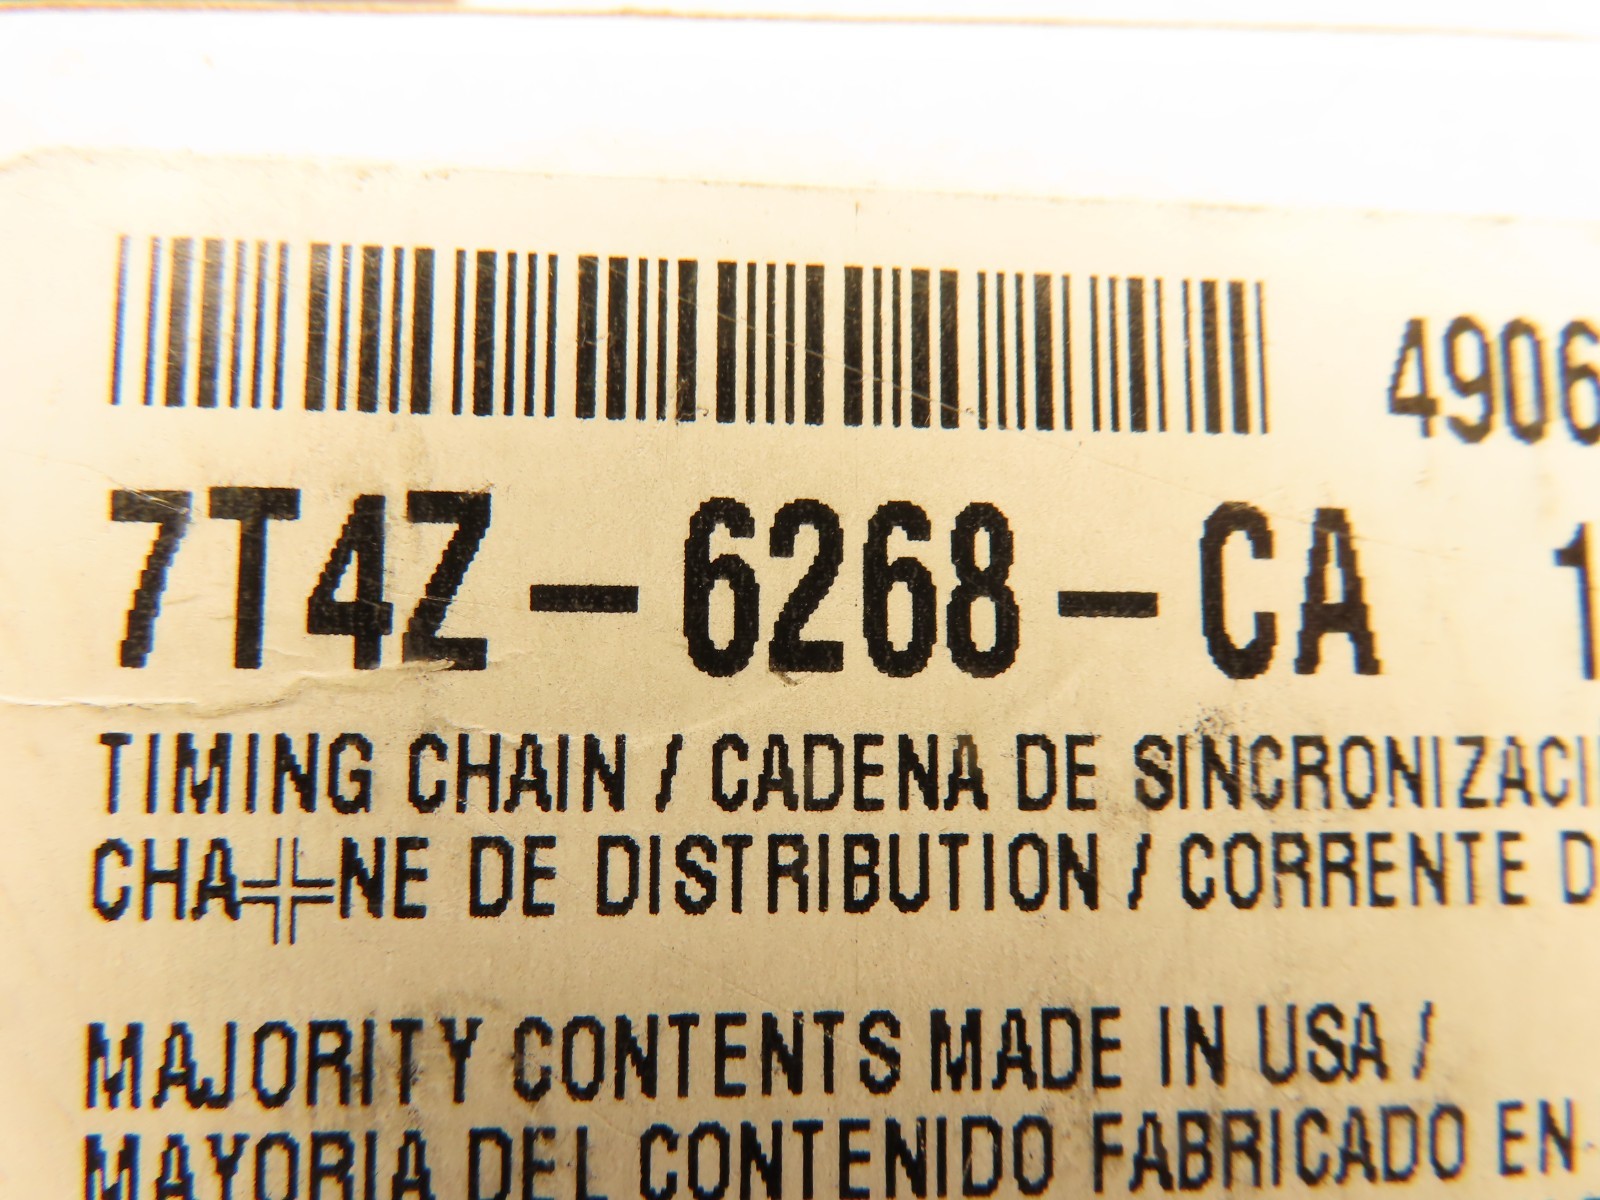 4906
7T4Z-6268-CA 1
TIMING CHAIN / CADENA DE SINCRONIZACI
CHA╬NE DE DISTRIBUTION / CORRENTE D
MAJORITY CONTENTS MADE IN USA /
MAYORIA DEL CONTENIDO FABRICADO EN